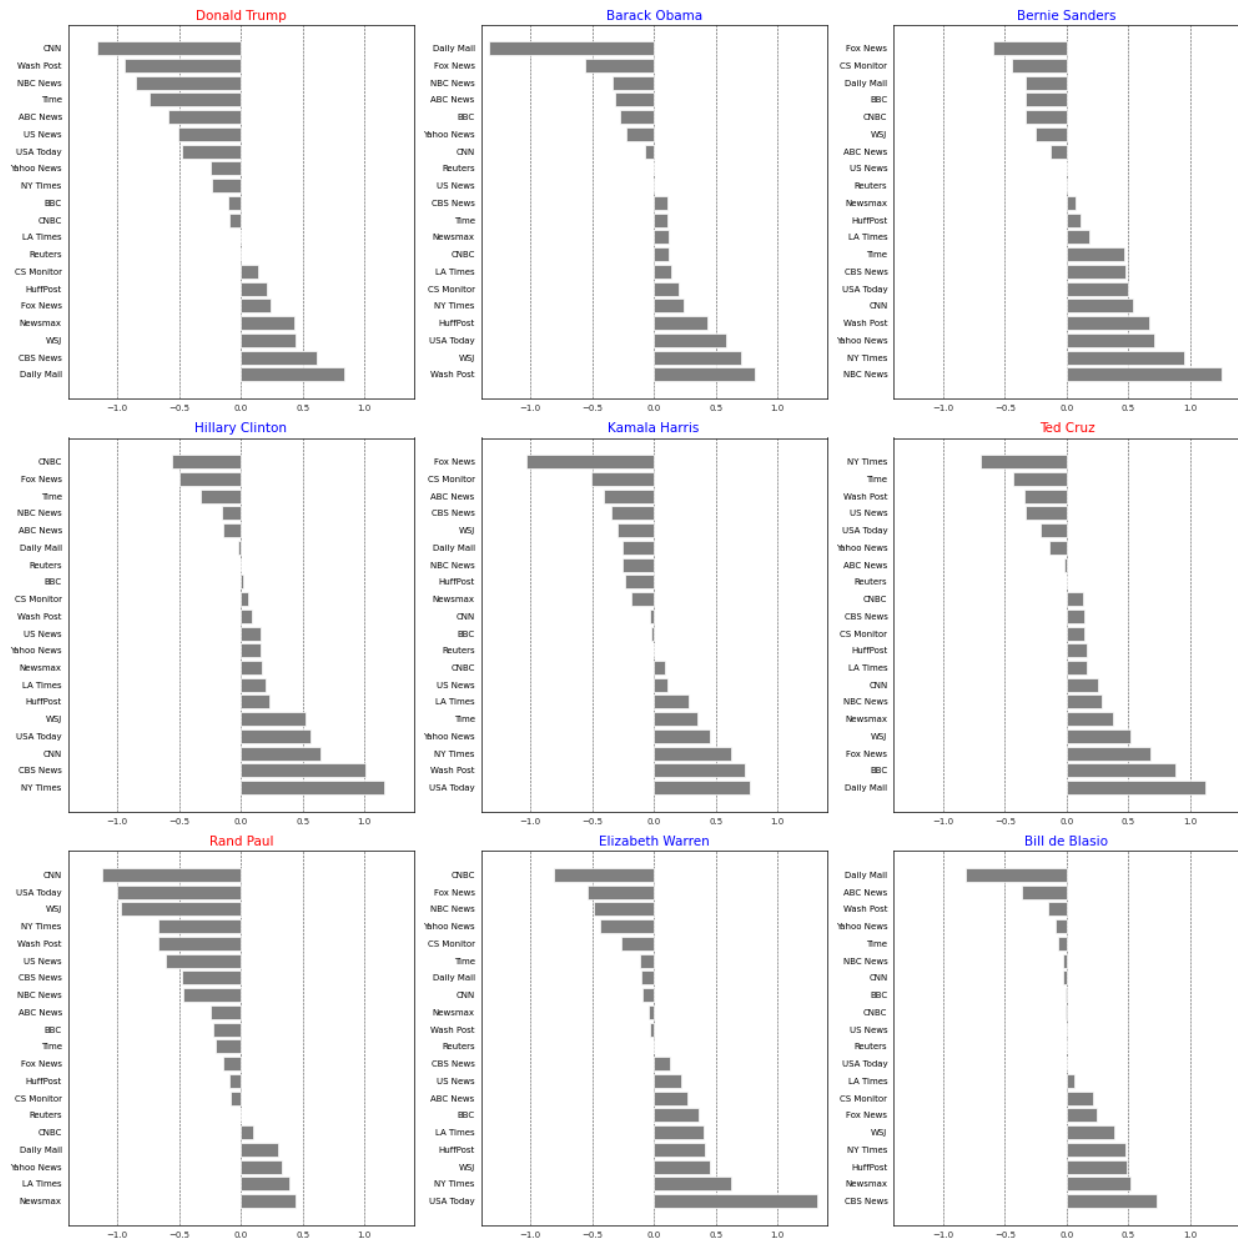 Donald Trump
CNN
Wash Post
NBC News
Time
ABC News
US News
USA Today
Yahoo News
NY Times
BBC
CNBC
LA Times
Reuters
CS Monitor
HuffPost
Fox News
Newsmax
WSJ
CBS News
Daily Mail
−1.0 −0.5 0.0 0.5 1.0
Barack Obama
Daily Mail
Fox News
NBC News
ABC News
BBC
Yahoo News
CNN
Reuters
US News
CBS News
Time
Newsmax
CNBC
LA Times
CS Monitor
NY Times
HuffPost
USA Today
WSJ
Wash Post
−1.0 −0.5 0.0 0.5 1.0
Bernie Sanders
Fox News
CS Monitor
Daily Mail
BBC
CNBC
WSJ
ABC News
US News
Reuters
Newsmax
HuffPost
LA Times
Time
CBS News
USA Today
CNN
Wash Post
Yahoo News
NY Times
NBC News
−1.0 −0.5 0.0 0.5 1.0
Hillary Clinton
CNBC
Fox News
Time
NBC News
ABC News
Daily Mail
Reuters
BBC
CS Monitor
Wash Post
US News
Yahoo News
Newsmax
LA Times
HuffPost
WSJ
USA Today
CNN
CBS News
NY Times
−1.0 −0.5 0.0 0.5 1.0
Kamala Harris
Fox News
CS Monitor
ABC News
CBS News
WSJ
Daily Mail
NBC News
HuffPost
Newsmax
CNN
BBC
Reuters
CNBC
US News
LA Times
Time
Yahoo News
NY Times
Wash Post
USA Today
−1.0 −0.5 0.0 0.5 1.0
Ted Cruz
NY Times
Time
Wash Post
US News
USA Today
Yahoo News
ABC News
Reuters
CNBC
CBS News
CS Monitor
HuffPost
LA Times
CNN
NBC News
Newsmax
WSJ
Fox News
BBC
Daily Mail
−1.0 −0.5 0.0 0.5 1.0
Rand Paul
CNN
USA Today
WSJ
NY Times
Wash Post
US News
CBS News
NBC News
ABC News
BBC
Time
Fox News
HuffPost
CS Monitor
Reuters
CNBC
Daily Mail
Yahoo News
LA Times
Newsmax
−1.0 −0.5 0.0 0.5 1.0
Elizabeth Warren
CNBC
Fox News
NBC News
Yahoo News
CS Monitor
Time
Daily Mail
CNN
Newsmax
Wash Post
Reuters
CBS News
US News
ABC News
BBC
LA Times
HuffPost
WSJ
NY Times
USA Today
−1.0 −0.5 0.0 0.5 1.0
Bill de Blasio
Daily Mail
ABC News
Wash Post
Yahoo News
Time
NBC News
CNN
BBC
CNBC
US News
Reuters
USA Today
LA Times
CS Monitor
Fox News
WSJ
NY Times
HuffPost
Newsmax
CBS News
−1.0 −0.5 0.0 0.5 1.0